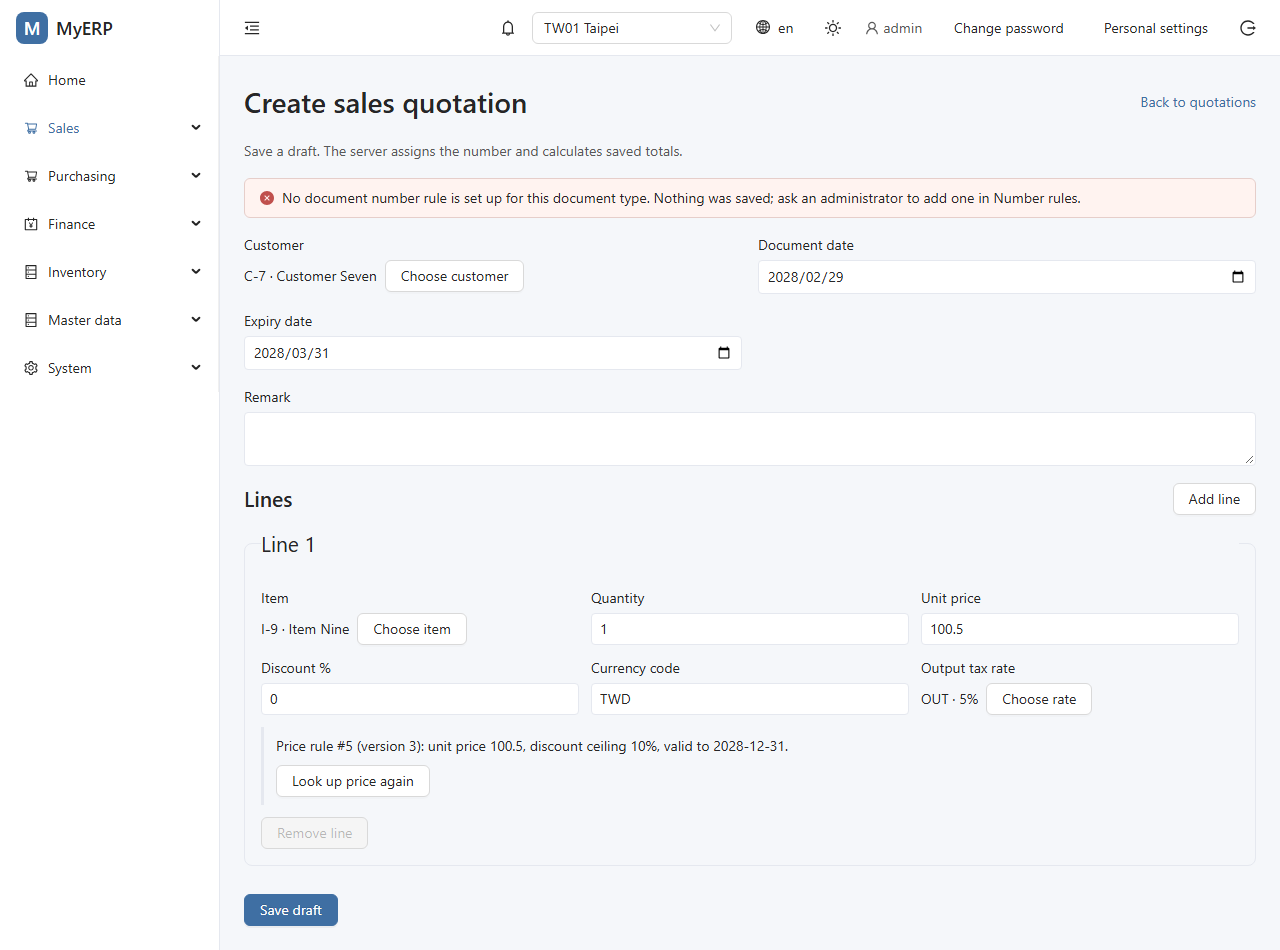 M MyERP
TW01 Taipei
en
admin
Change password
Personal settings
Home
Sales
Purchasing
Finance
Inventory
Master data
System
Create sales quotation
Back to quotations
Save a draft. The server assigns the number and calculates saved totals.
No document number rule is set up for this document type. Nothing was saved; ask an administrator to add one in Number rules.
Customer
C-7 · Customer Seven
Choose customer
Document date
2028/02/29
Expiry date
2028/03/31
Remark
Lines
Add line
Line 1
Item
I-9 · Item Nine
Choose item
Quantity
1
Unit price
100.5
Discount %
0
Currency code
TWD
Output tax rate
OUT · 5%
Choose rate
Price rule #5 (version 3): unit price 100.5, discount ceiling 10%, valid to 2028-12-31.
Look up price again
Remove line
Save draft